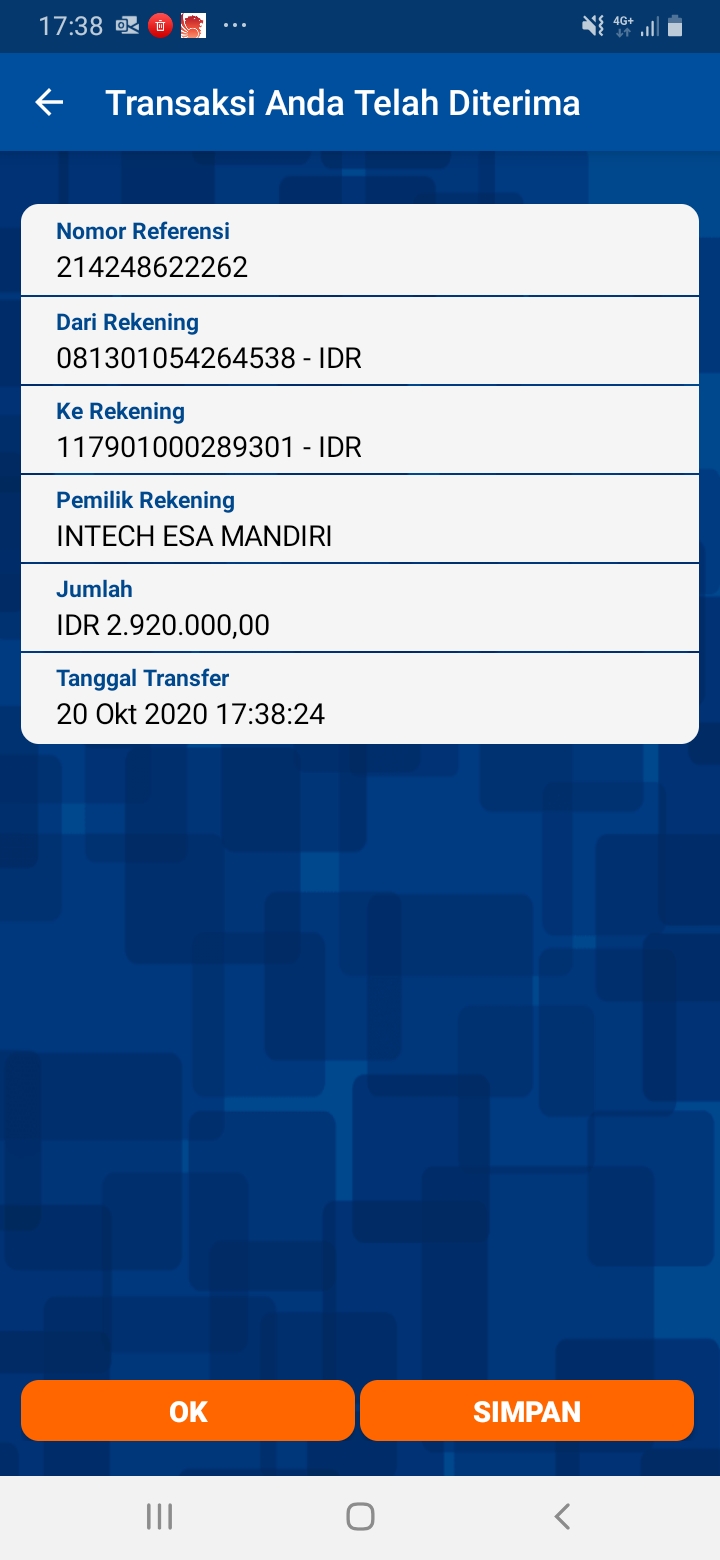 17:38
4G+
Transaksi Anda Telah Diterima
Nomor Referensi
214248622262
Dari Rekening
081301054264538 - IDR
Ke Rekening
117901000289301 - IDR
Pemilik Rekening
INTECH ESA MANDIRI
Jumlah
IDR 2.920.000,00
Tanggal Transfer
20 Okt 2020 17:38:24
OK
SIMPAN